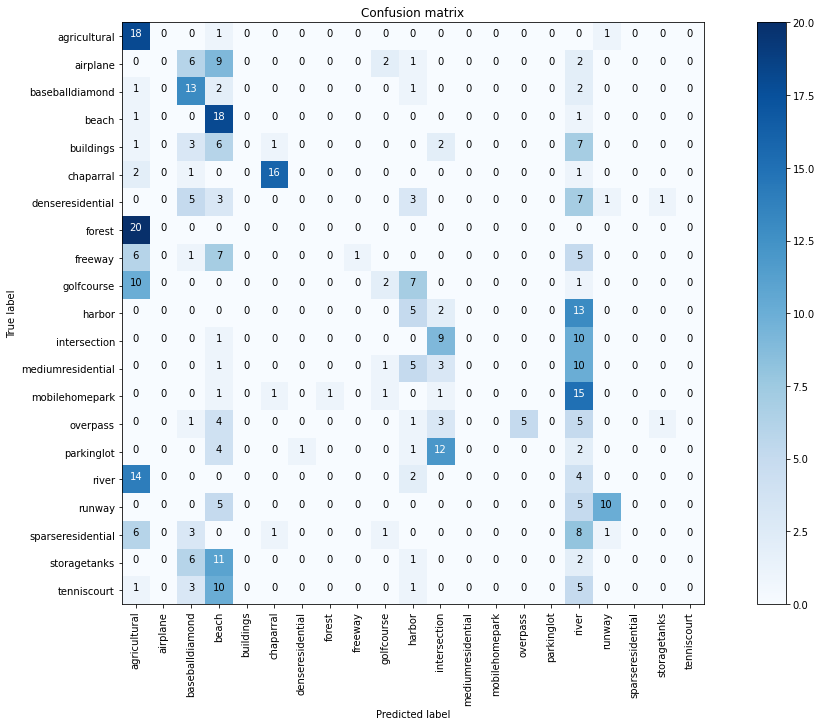 Confusion matrix
agricultural 18 0 0 1 0 0 0 0 0 0 0 0 0 0 0 0 0 1 0 0 0
airplane 0 0 6 9 0 0 0 0 0 2 1 0 0 0 0 0 2 0 0 0 0
baseballdiamond 1 0 13 2 0 0 0 0 0 0 1 0 0 0 0 0 2 0 0 0 0
beach 1 0 0 18 0 0 0 0 0 0 0 0 0 0 0 0 1 0 0 0 0
buildings 1 0 3 6 0 1 0 0 0 0 0 2 0 0 0 0 7 0 0 0 0
chaparral 2 0 1 0 0 16 0 0 0 0 0 0 0 0 0 0 1 0 0 0 0
denseresidential 0 0 5 3 0 0 0 0 0 0 3 0 0 0 0 0 7 1 0 1 0
forest 20 0 0 0 0 0 0 0 0 0 0 0 0 0 0 0 0 0 0 0 0
freeway 6 0 1 7 0 0 0 0 1 0 0 0 0 0 0 0 5 0 0 0 0
golfcourse 10 0 0 0 0 0 0 0 0 2 7 0 0 0 0 0 1 0 0 0 0
harbor 0 0 0 0 0 0 0 0 0 0 5 2 0 0 0 0 13 0 0 0 0
intersection 0 0 0 1 0 0 0 0 0 0 0 9 0 0 0 0 10 0 0 0 0
mediumresidential 0 0 0 1 0 0 0 0 0 1 5 3 0 0 0 0 10 0 0 0 0
mobilehomepark 0 0 0 1 0 1 0 1 0 1 0 1 0 0 0 0 15 0 0 0 0
overpass 0 0 1 4 0 0 0 0 0 0 1 3 0 0 5 0 5 0 0 1 0
parkinglot 0 0 0 4 0 0 1 0 0 0 1 12 0 0 0 0 2 0 0 0 0
river 14 0 0 0 0 0 0 0 0 0 2 0 0 0 0 0 4 0 0 0 0
runway 0 0 0 5 0 0 0 0 0 0 0 0 0 0 0 0 5 10 0 0 0
sparseresidential 6 0 3 0 0 1 0 0 0 1 0 0 0 0 0 0 8 1 0 0 0
storagetanks 0 0 6 11 0 0 0 0 0 0 1 0 0 0 0 0 2 0 0 0 0
tenniscourt 1 0 3 10 0 0 0 0 0 0 1 0 0 0 0 0 5 0 0 0 0
True label
agricultural
airplane
baseballdiamond
beach
buildings
chaparral
denseresidential
forest
freeway
golfcourse
harbor
intersection
mediumresidential
mobilehomepark
overpass
parkinglot
river
runway
sparseresidential
storagetanks
tenniscourt
Predicted label
20.0
17.5
15.0
12.5
10.0
7.5
5.0
2.5
0.0